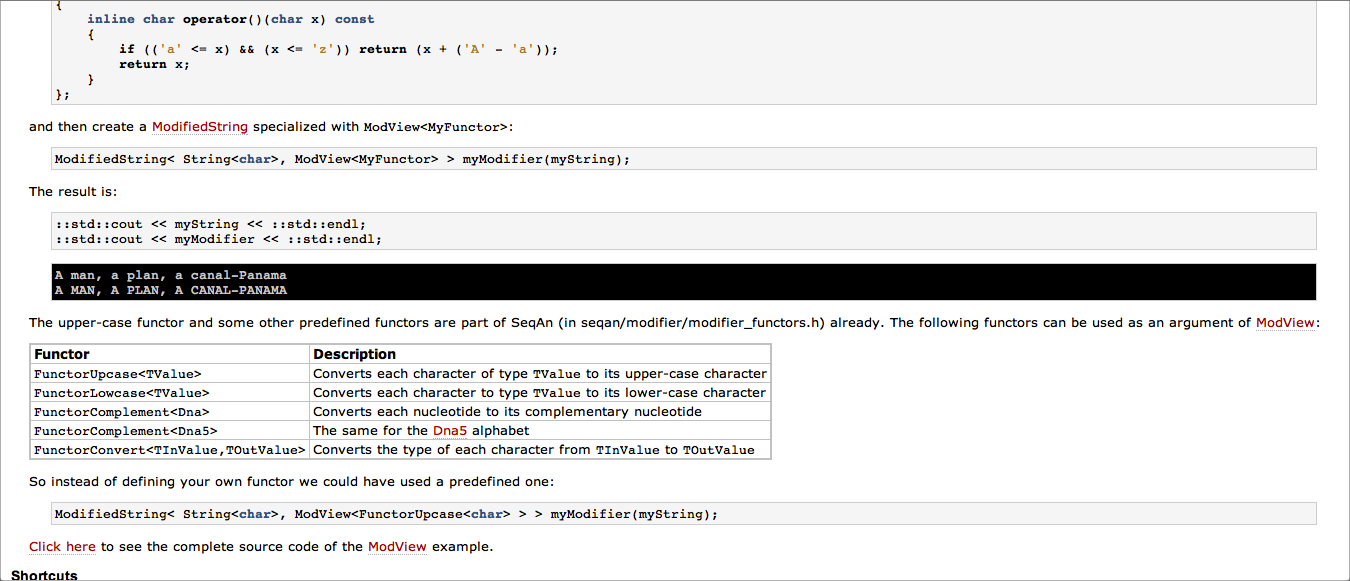 {
inline char operator()(char x) const
{
if (('a' <= x) && (x <= 'z')) return (x + ('A' - 'a'));
return x;
}
};
and then create a ModifiedString specialized with ModView<MyFunctor>:
ModifiedString< String<char>, ModView<MyFunctor> > myModifier(myString);
The result is:
::std::cout << myString << ::std::endl;
::std::cout << myModifier << ::std::endl;
A man, a plan, a canal-Panama
A MAN, A PLAN, A CANAL-PANAMA
The upper-case functor and some other predefined functors are part of SeqAn (in seqan/modifier/modifier_functors.h) already. The following functors can be used as an argument of ModView:
Functor Description
FunctorUpcase<TValue> Converts each character of type TValue to its upper-case character
FunctorLowcase<TValue> Converts each character to type TValue to its lower-case character
FunctorComplement<Dna> Converts each nucleotide to its complementary nucleotide
FunctorComplement<Dna5> The same for the Dna5 alphabet
FunctorConvert<TInValue,TOutValue> Converts the type of each character from TInValue to TOutValue
So instead of defining your own functor we could have used a predefined one:
ModifiedString< String<char>, ModView<FunctorUpcase<char> > > myModifier(myString);
Click here to see the complete source code of the ModView example.
Shortcuts